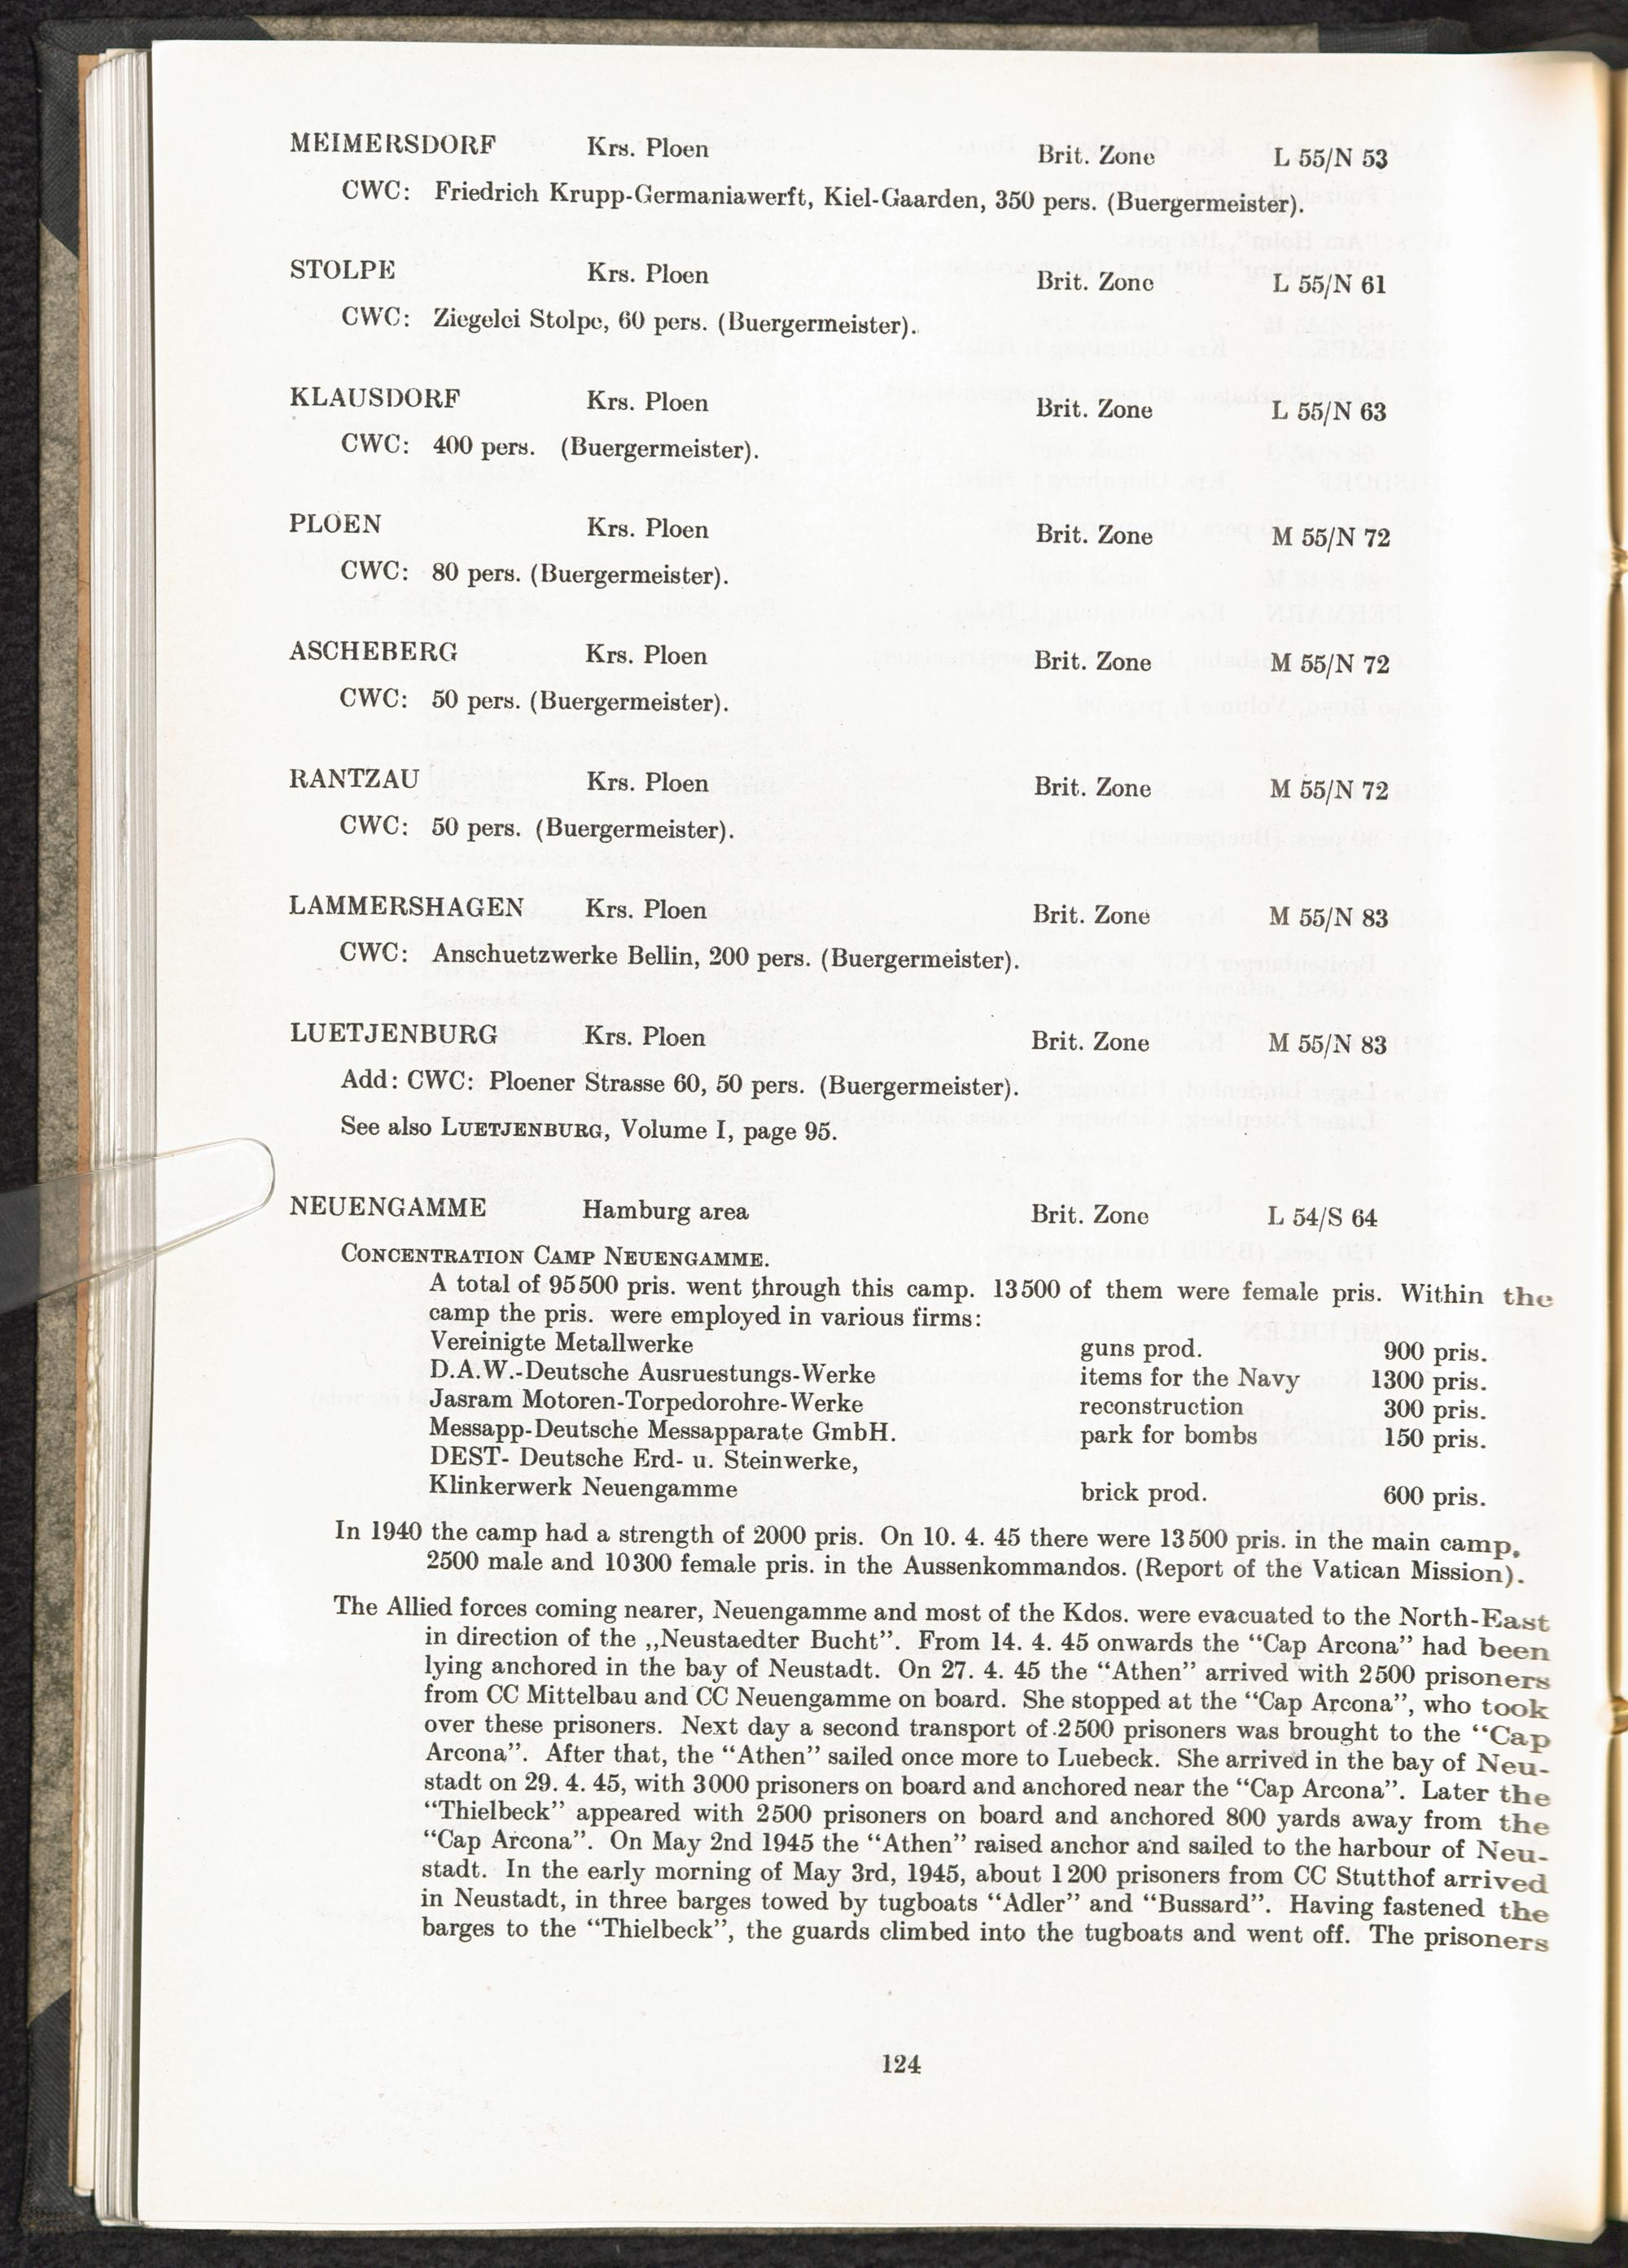 MEIMERSDORF Krs. Ploen Brit. Zone L 55/N 53
CWC: Friedrich Krupp-Germaniawerft, Kiel-Gaarden, 350 pers. (Buergermeister).
STOLPE Krs. Ploen Brit. Zone L 55/N 61
CWC: Ziegelei Stolpe, 60 pers. (Buergermeister).
KLAUSDORF Krs. Ploen Brit. Zone L 55/N 63
CWC: 400 pers. (Buergermeister).
PLOEN Krs. Ploen Brit. Zone M 55/N 72
CWC: 80 pers. (Buergermeister).
ASCHEBERG Krs. Ploen Brit. Zone M 55/N 72
CWC: 50 pers. (Buergermeister).
RANTZAU Krs. Ploen Brit. Zone M 55/N 72
CWC: 50 pers. (Buergermeister).
LAMMERSHAGEN Krs. Ploen Brit. Zone M 55/N 83
CWC: Anschuetzwerke Bellin, 200 pers. (Buergermeister).
LUETJENBURG Krs. Ploen Brit. Zone M 55/N 83
Add: CWC: Ploener Strasse 60, 50 pers. (Buergermeister).
See also LUETJENBURG, Volume I, page 95.
NEUENGAMME Hamburg area Brit. Zone L 54/S 64
CONCENTRATION CAMP NEUENGAMME.
A total of 95500 pris. went through this camp. 13500 of them were female pris. Within the
camp the pris. were employed in various firms:
Vereinigte Metallwerke guns prod. 900 pris.
D.A.W.-Deutsche Ausruestungs-Werke items for the Navy 1300 pris.
Jasram Motoren-Torpedorohre-Werke reconstruction 300 pris.
Messapp-Deutsche Messapparate GmbH. park for bombs 150 pris.
DEST- Deutsche Erd- u. Steinwerke,
Klinkerwerk Neuengamme brick prod. 600 pris.
In 1940 the camp had a strength of 2000 pris. On 10. 4. 45 there were 13500 pris. in the main camp,
2500 male and 10300 female pris. in the Aussenkommandos. (Report of the Vatican Mission).
The Allied forces coming nearer, Neuengamme and most of the Kdos. were evacuated to the North-East
in direction of the ,,Neustaedter Bucht”. From 14. 4. 45 onwards the “Cap Arcona” had been
lying anchored in the bay of Neustadt. On 27. 4. 45 the “Athen” arrived with 2500 prisoners
from CC Mittelbau and CC Neuengamme on board. She stopped at the “Cap Arcona”, who took
over these prisoners. Next day a second transport of 2500 prisoners was brought to the “Cap
Arcona”. After that, the “Athen” sailed once more to Luebeck. She arrived in the bay of Neu-
stadt on 29. 4. 45, with 3000 prisoners on board and anchored near the “Cap Arcona”. Later the
“Thielbeck” appeared with 2500 prisoners on board and anchored 800 yards away from the
“Cap Arcona”. On May 2nd 1945 the “Athen” raised anchor and sailed to the harbour of Neu-
stadt. In the early morning of May 3rd, 1945, about 1200 prisoners from CC Stutthof arrived
in Neustadt, in three barges towed by tugboats “Adler” and “Bussard”. Having fastened the
barges to the “Thielbeck”, the guards climbed into the tugboats and went off. The prisoners
124